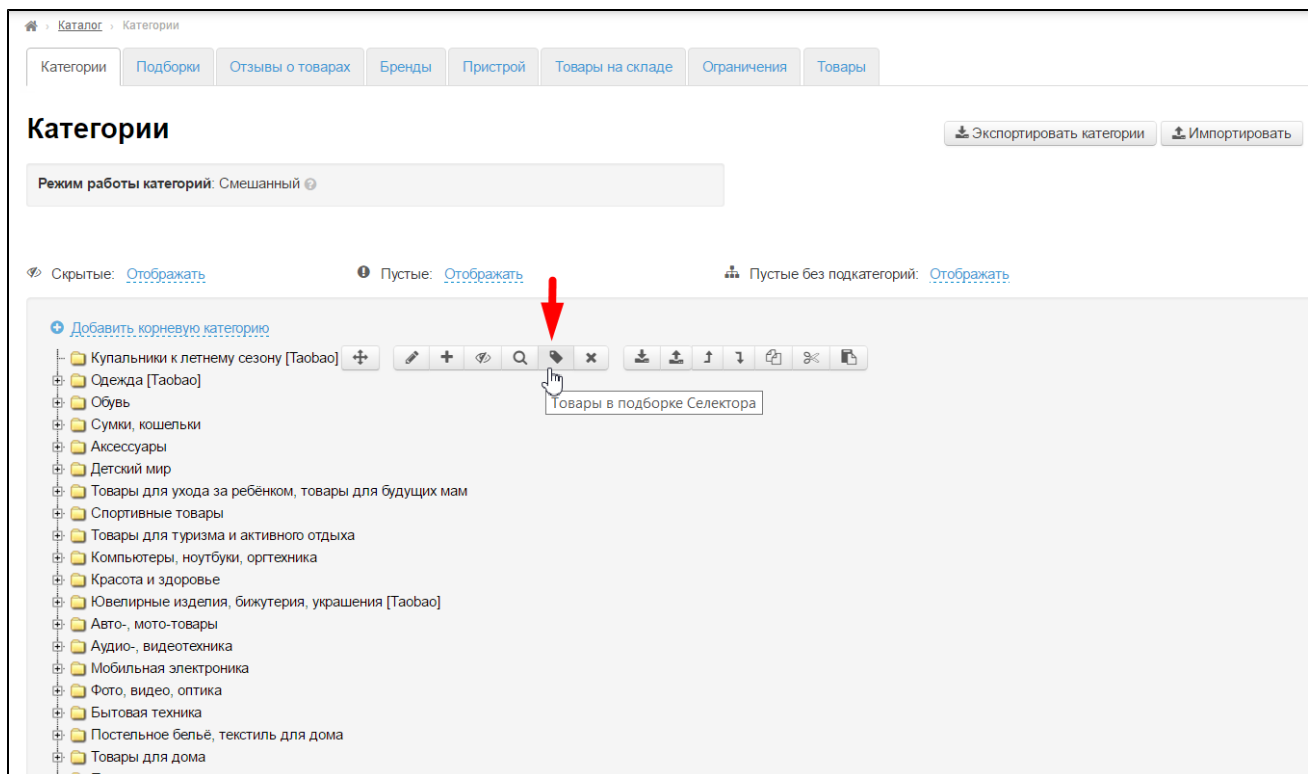 Каталог › Категории
Категории Подборки Отзывы о товарах Бренды Пристрой Товары на складе Ограничения Товары
Категории
Экспортировать категории Импортировать
Режим работы категорий: Смешанный
Скрытые: Отображать Пустые: Отображать Пустые без подкатегорий: Отображать
Добавить корневую категорию
Купальники к летнему сезону [Taobao]
Одежда [Taobao]
Товары в подборке Селектора
Обувь
Сумки, кошельки
Аксессуары
Детский мир
Товары для ухода за ребёнком, товары для будущих мам
Спортивные товары
Товары для туризма и активного отдыха
Компьютеры, ноутбуки, оргтехника
Красота и здоровье
Ювелирные изделия, бижутерия, украшения [Taobao]
Авто-, мото-товары
Аудио-, видеотехника
Мобильная электроника
Фото, видео, оптика
Бытовая техника
Постельное бельё, текстиль для дома
Товары для дома